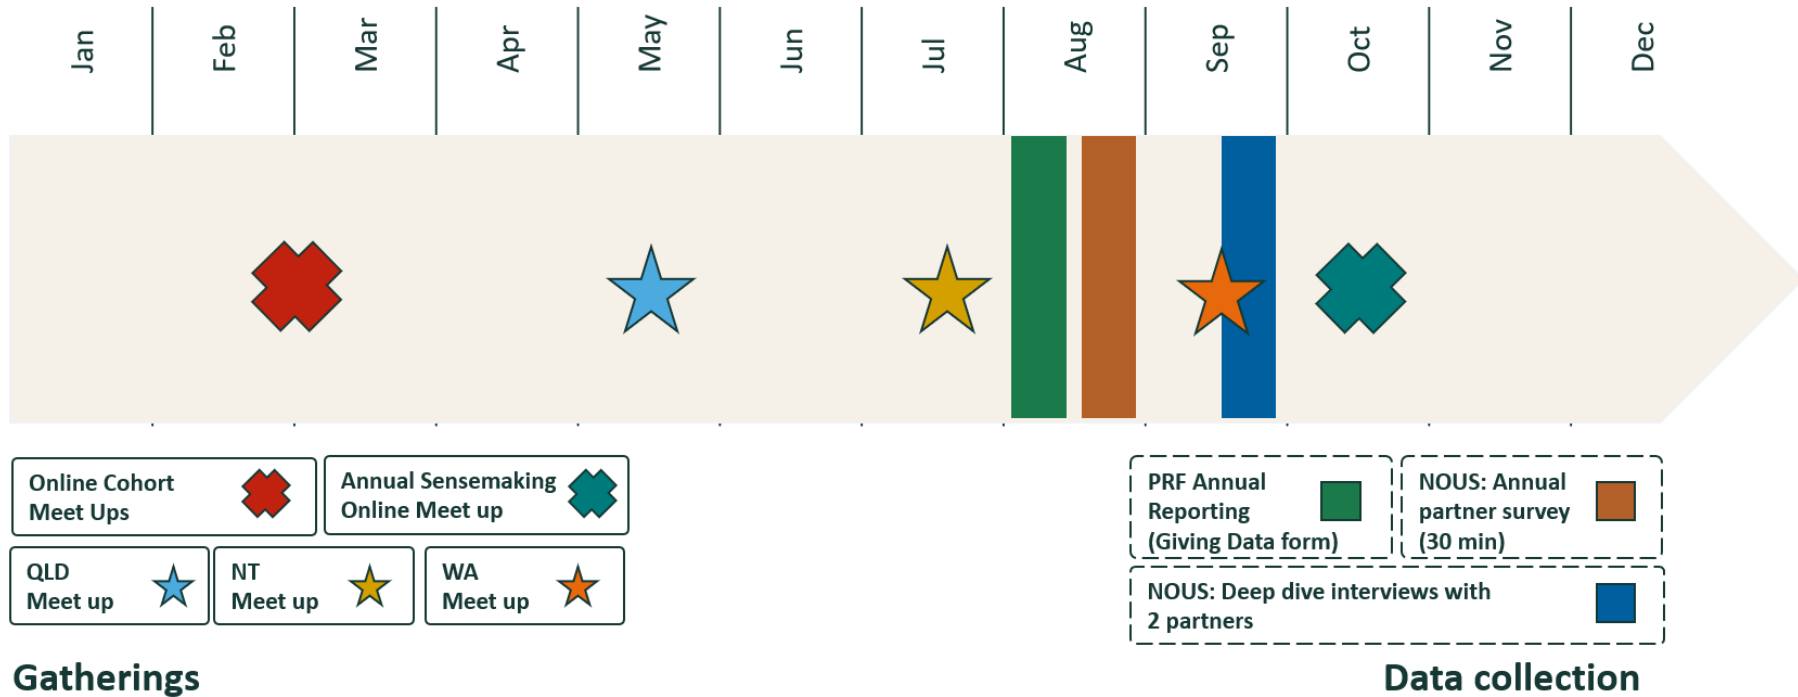 Jan
Feb
Mar
Apr
May
Jun
Jul
Aug
Sep
Oct
Nov
Dec
Online Cohort
Meet Ups
Annual Sensemaking
Online Meet up
QLD
Meet up
NT
Meet up
WA
Meet up
Gatherings
PRF Annual
Reporting
(Giving Data form)
NOUS: Annual
partner survey
(30 min)
NOUS: Deep dive interviews with
2 partners
Data collection